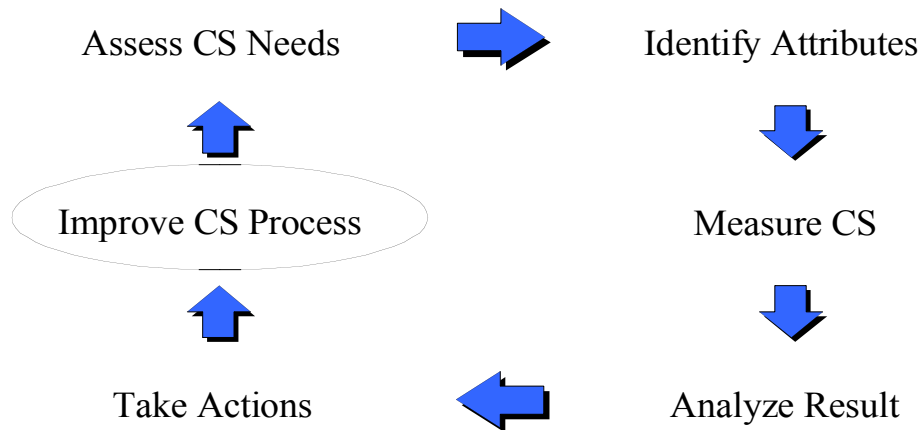 Assess CS Needs
Identify Attributes
Improve CS Process
Measure CS
Take Actions
Analyze Result